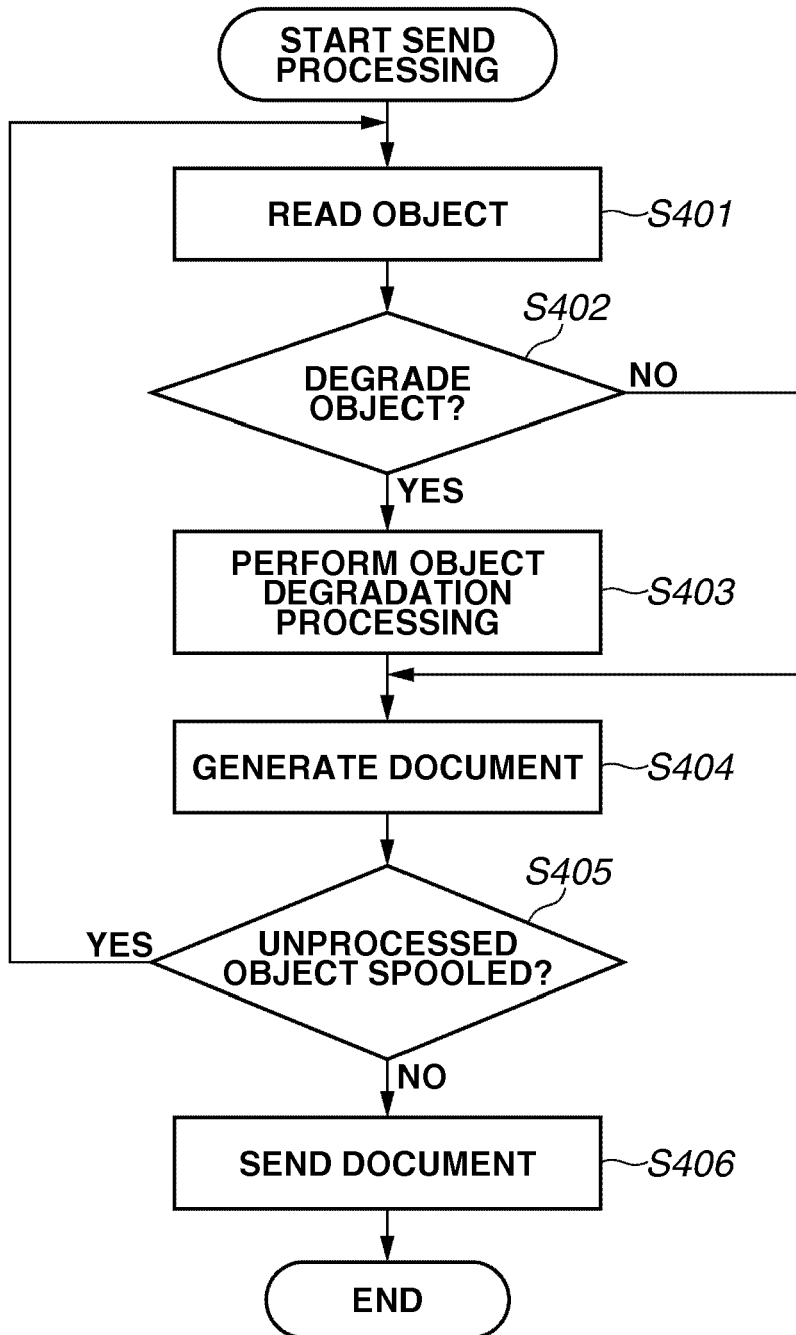 START SEND
PROCESSING
READ OBJECT
S401
S402
DEGRADE
OBJECT?
NO
YES
PERFORM OBJECT
DEGRADATION
PROCESSING
S403
GENERATE DOCUMENT
S404
S405
YES
UNPROCESSED
OBJECT SPOOLED?
NO
SEND DOCUMENT
S406
END